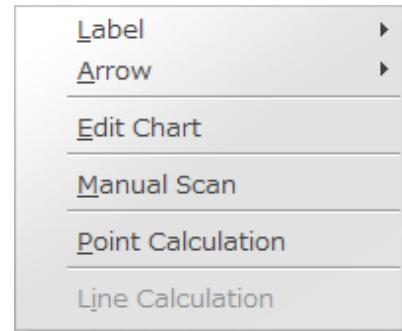 Label
Arrow
Edit Chart
Manual Scan
Point Calculation
Line Calculation